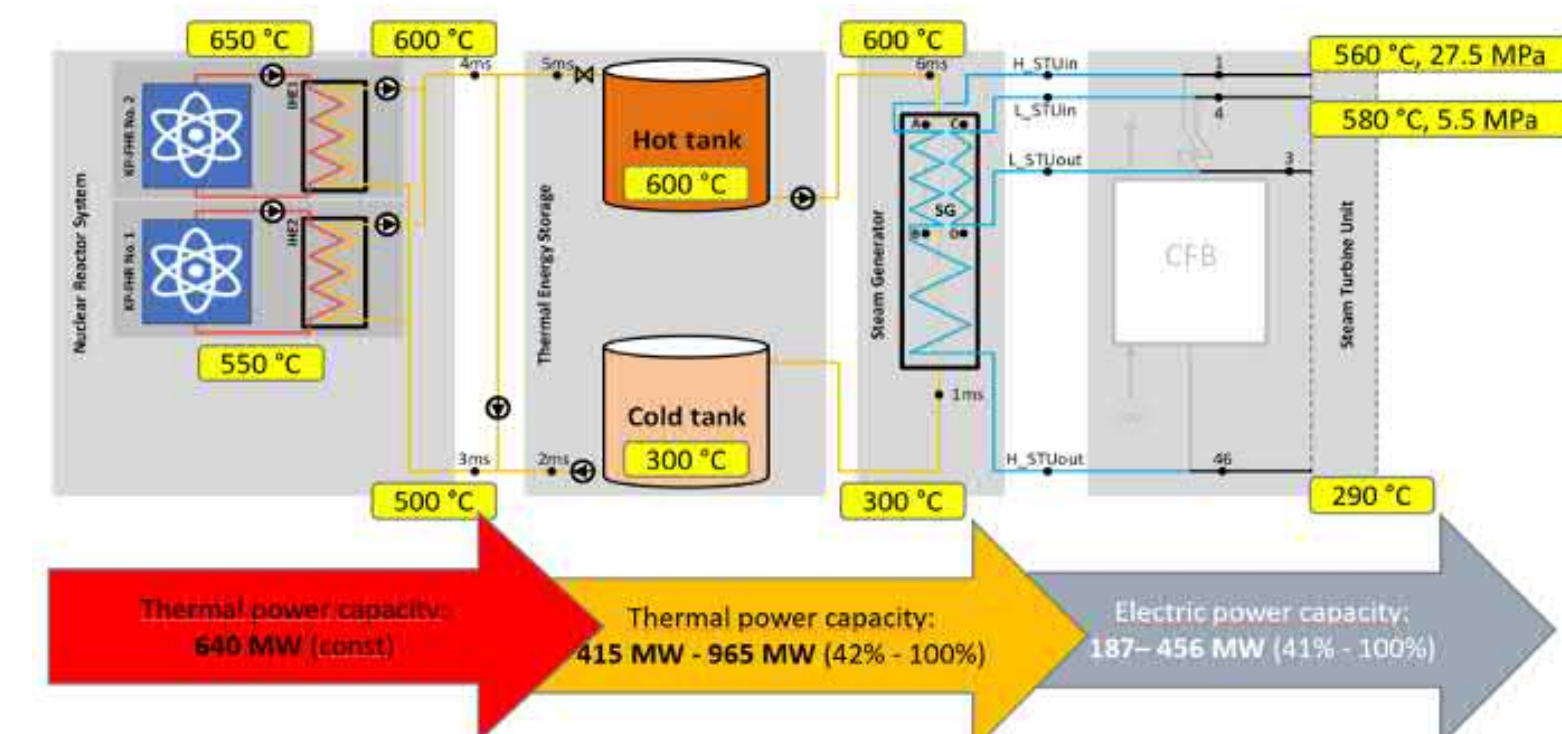 650 °C
600 °C
600 °C
560 °C, 27.5 MPa
580 °C, 5.5 MPa
4ms
5ms
6ms
H_STUin
L_STUin
L_STUout
1
4
3
KP-FHR No. 2
IHE1
KP-FHR No. 1
IHE2
Nuclear Reactor System
Thermal Energy Storage
Hot tank
600 °C
Steam Generator
A
C
SG
B
D
CFB
Steam Turbine Unit
550 °C
1ms
Cold tank
300 °C
3ms
2ms
H_STUout
46
500 °C
300 °C
290 °C
Thermal power capacity:
640 MW (const)
Thermal power capacity:
415 MW - 965 MW (42% - 100%)
Electric power capacity:
187– 456 MW (41% - 100%)